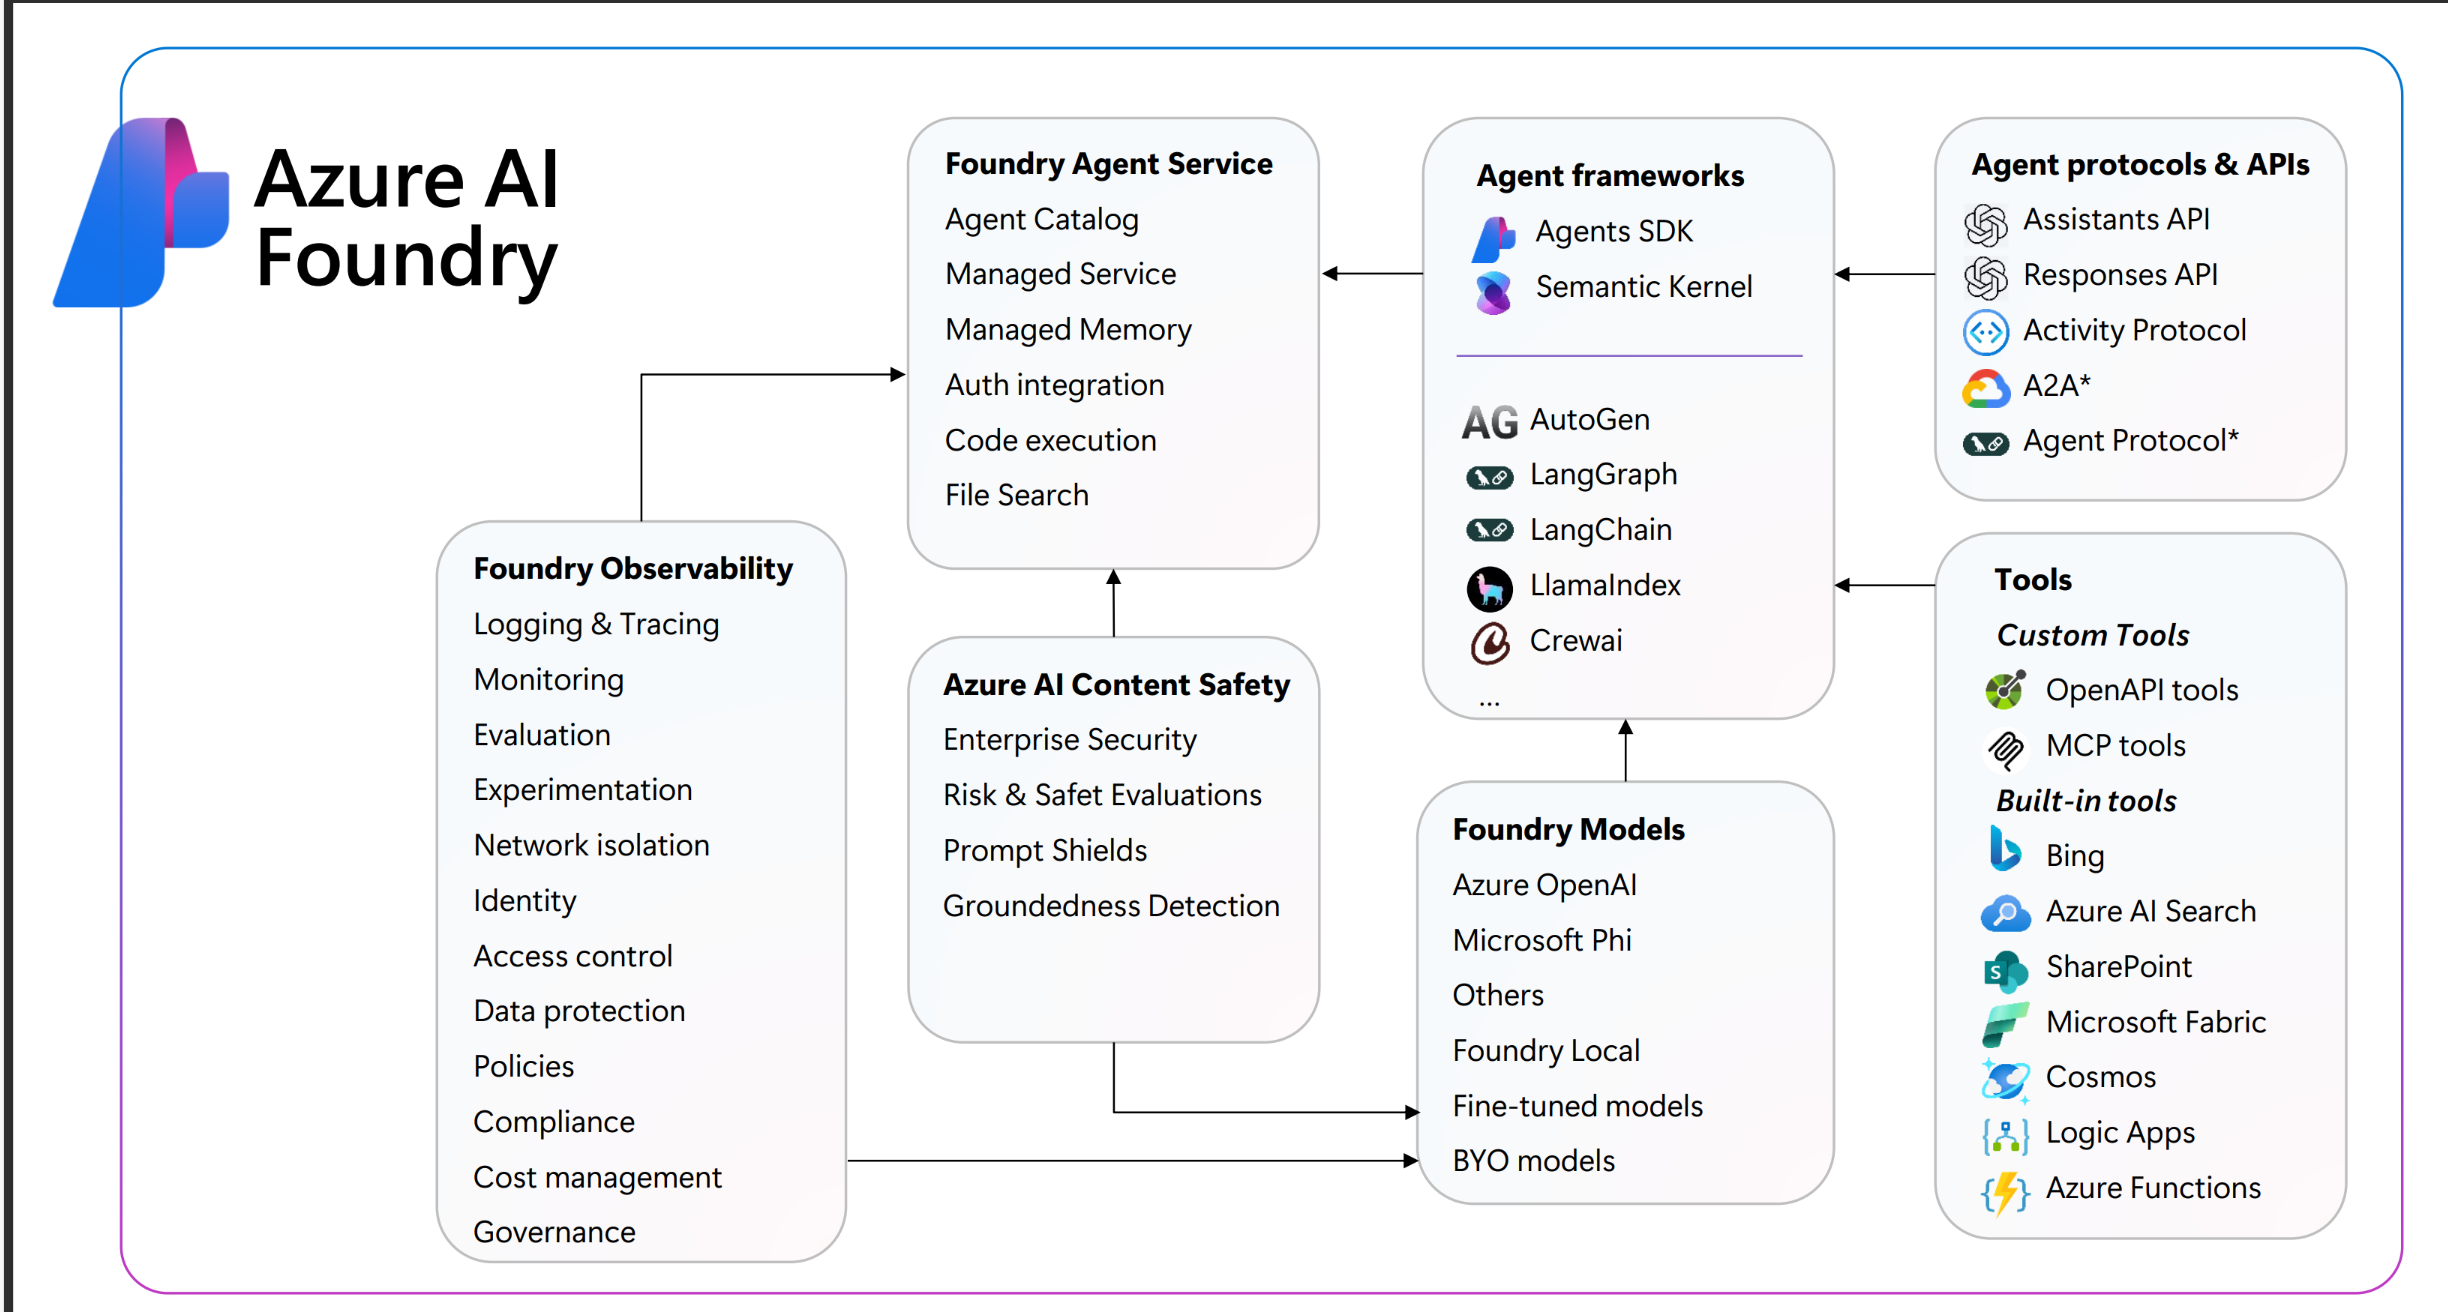 Azure AI
Foundry
Foundry Agent Service
Agent Catalog
Managed Service
Managed Memory
Auth integration
Code execution
File Search
Agent frameworks
Agents SDK
Semantic Kernel
AG AutoGen
LangGraph
LangChain
LlamaIndex
Crewai
...
Agent protocols & APIs
Assistants API
Responses API
Activity Protocol
A2A*
Agent Protocol*
Foundry Observability
Logging & Tracing
Monitoring
Evaluation
Experimentation
Network isolation
Identity
Access control
Data protection
Policies
Compliance
Cost management
Governance
Azure AI Content Safety
Enterprise Security
Risk & Safet Evaluations
Prompt Shields
Groundedness Detection
Foundry Models
Azure OpenAI
Microsoft Phi
Others
Foundry Local
Fine-tuned models
BYO models
Tools
Custom Tools
OpenAPI tools
MCP tools
Built-in tools
Bing
Azure AI Search
S SharePoint
Microsoft Fabric
Cosmos
Logic Apps
Azure Functions